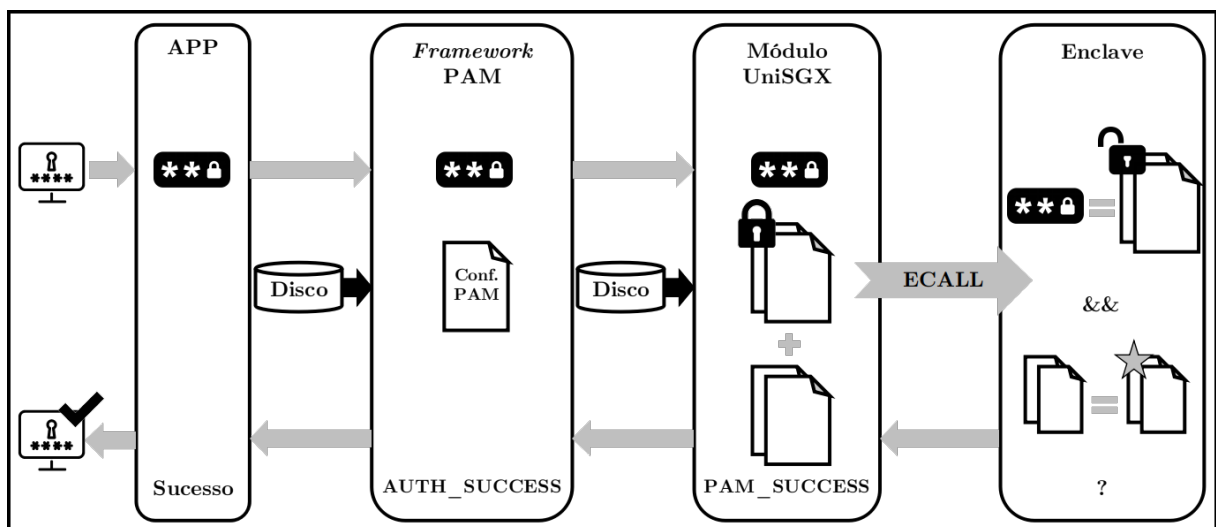 APP
Framework
PAM
Módulo
UniSGX
Enclave
****
**
**
**
**
Disco
Conf.
PAM
Disco
ECALL
&&
****
Sucesso
AUTH_SUCCESS
PAM_SUCCESS
?